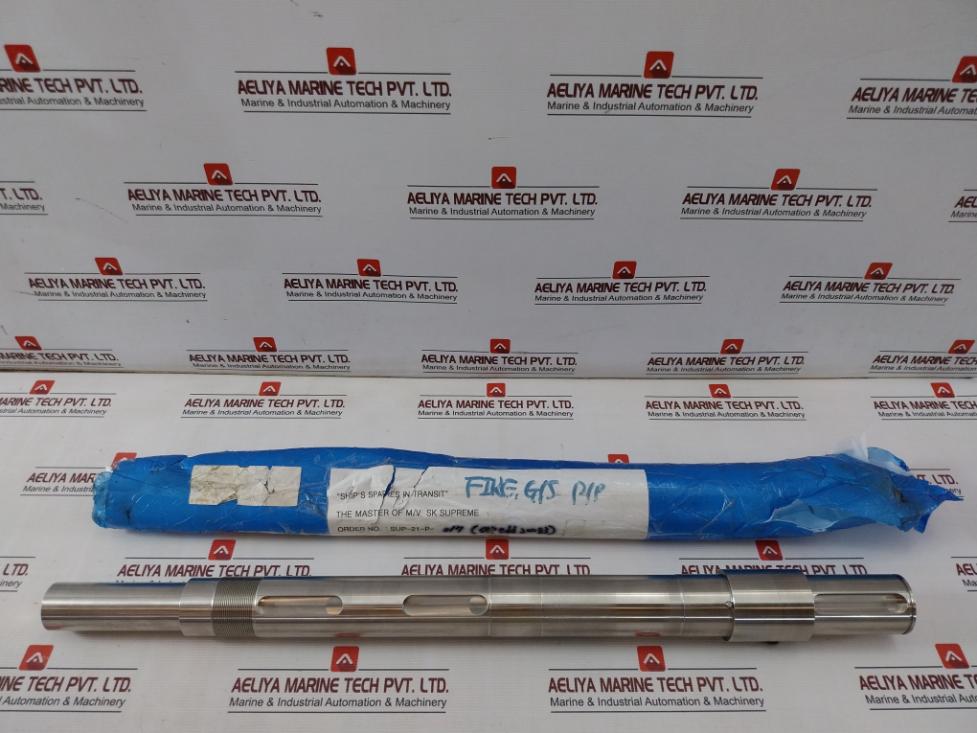 AELIYA MARINE TECH PVT. LTD.
Marine & Industrial Automation & Machinery
"SHIP'S SPARES IN TRANSIT"
THE MASTER OF M/V. SK SUPREME
ORDER NO. : SUP-21-P-
FIRE, G/S P/P